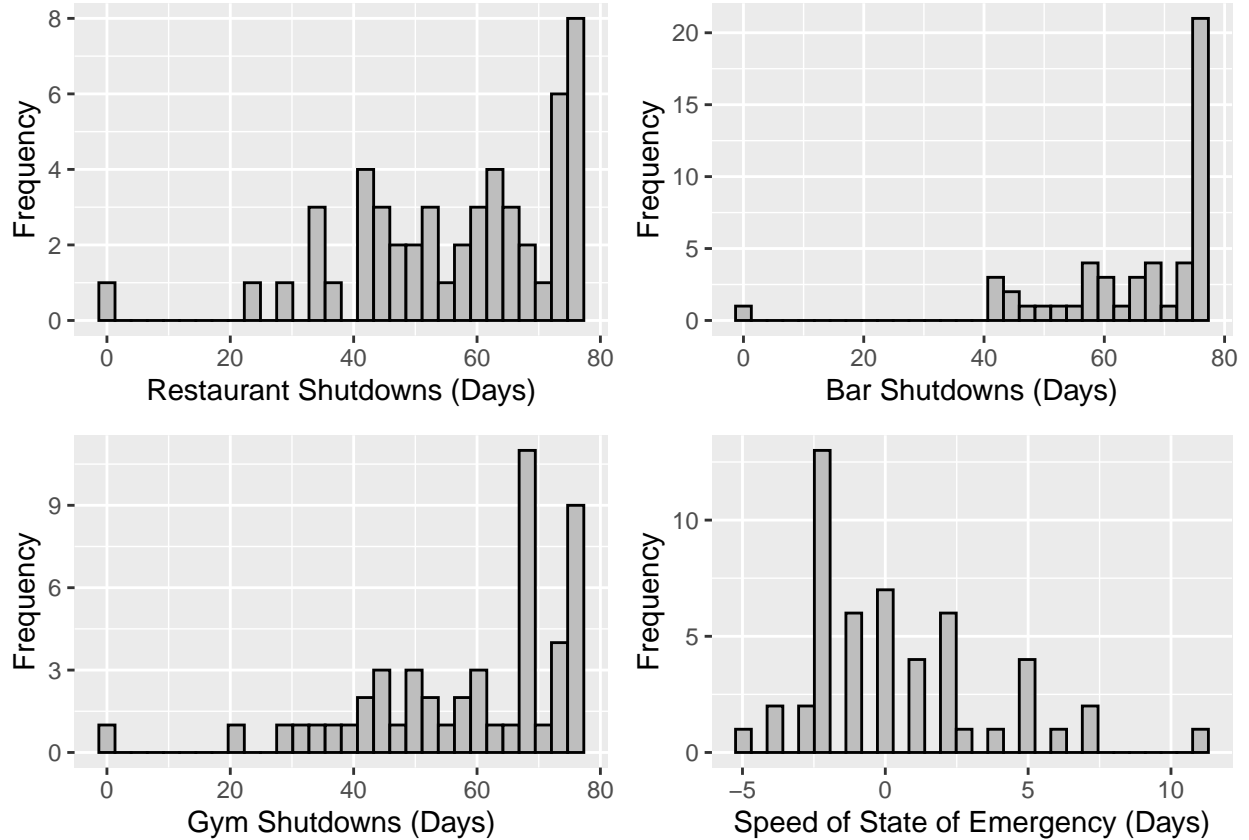 Frequency
8
6
4
2
0
0 20 40 60 80
Restaurant Shutdowns (Days)
Frequency
20
15
10
5
0
0 20 40 60 80
Bar Shutdowns (Days)
Frequency
9
6
3
0
0 20 40 60 80
Gym Shutdowns (Days)
Frequency
10
5
0
−5 0 5 10
Speed of State of Emergency (Days)